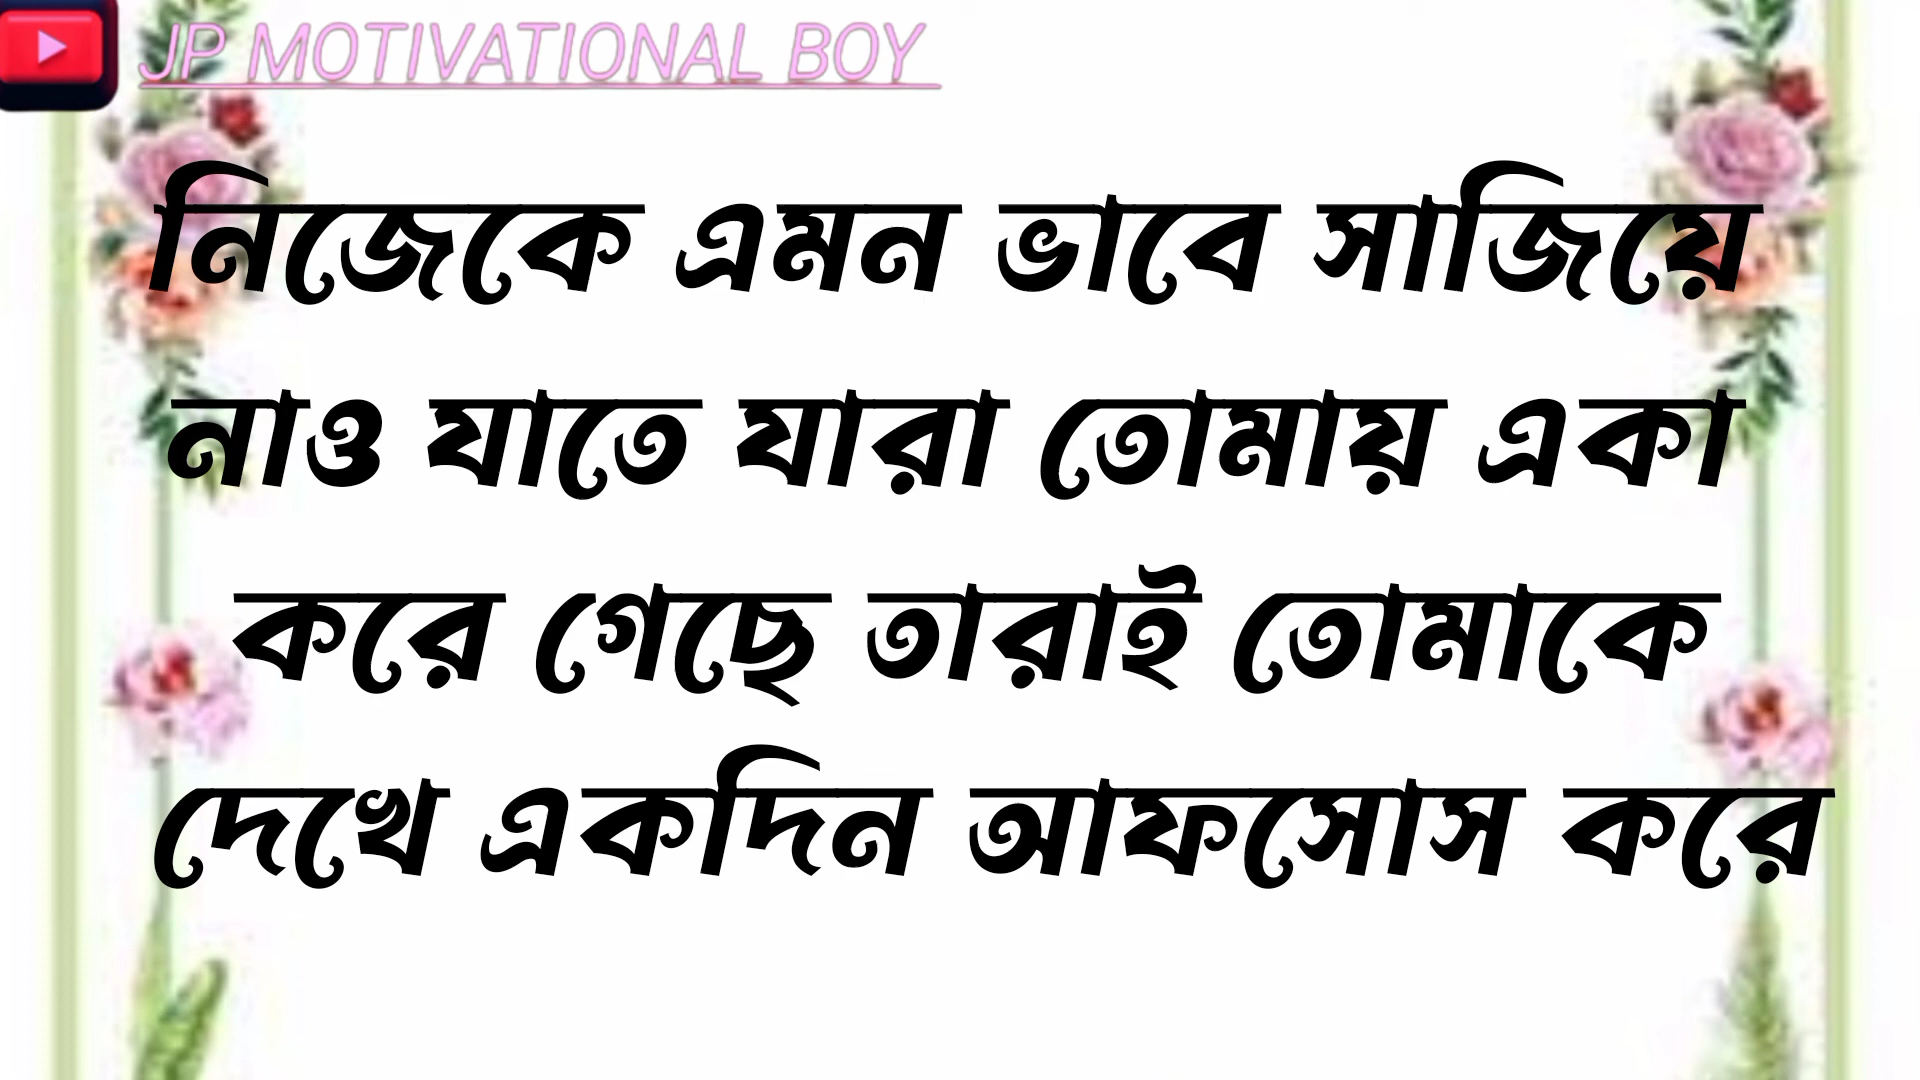 JP MOTIVATIONAL BOY
নিজেকে এমন ভাবে সাজিয়ে
নাও যাতে যারা তোমায় একা
করে গেছে তারাই তোমাকে
দেখে একদিন আফসোস করে